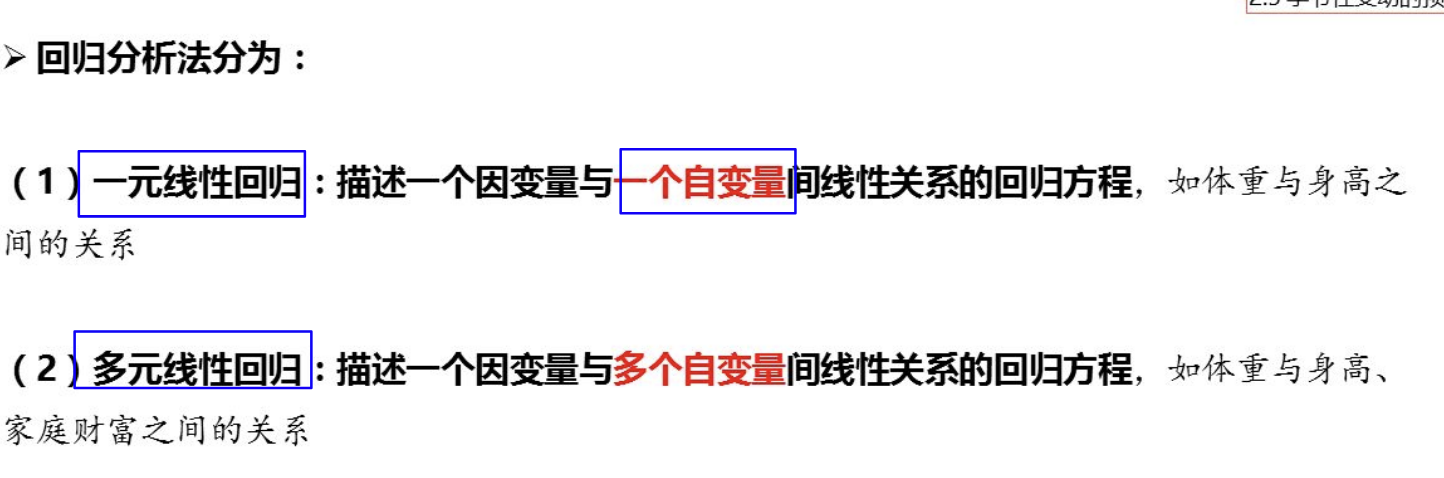 ➢ 回归分析法分为：
（1）一元线性回归：描述一个因变量与一个自变量间线性关系的回归方程，如体重与身高之
间的关系
（2）多元线性回归：描述一个因变量与多个自变量间线性关系的回归方程，如体重与身高、
家庭财富之间的关系